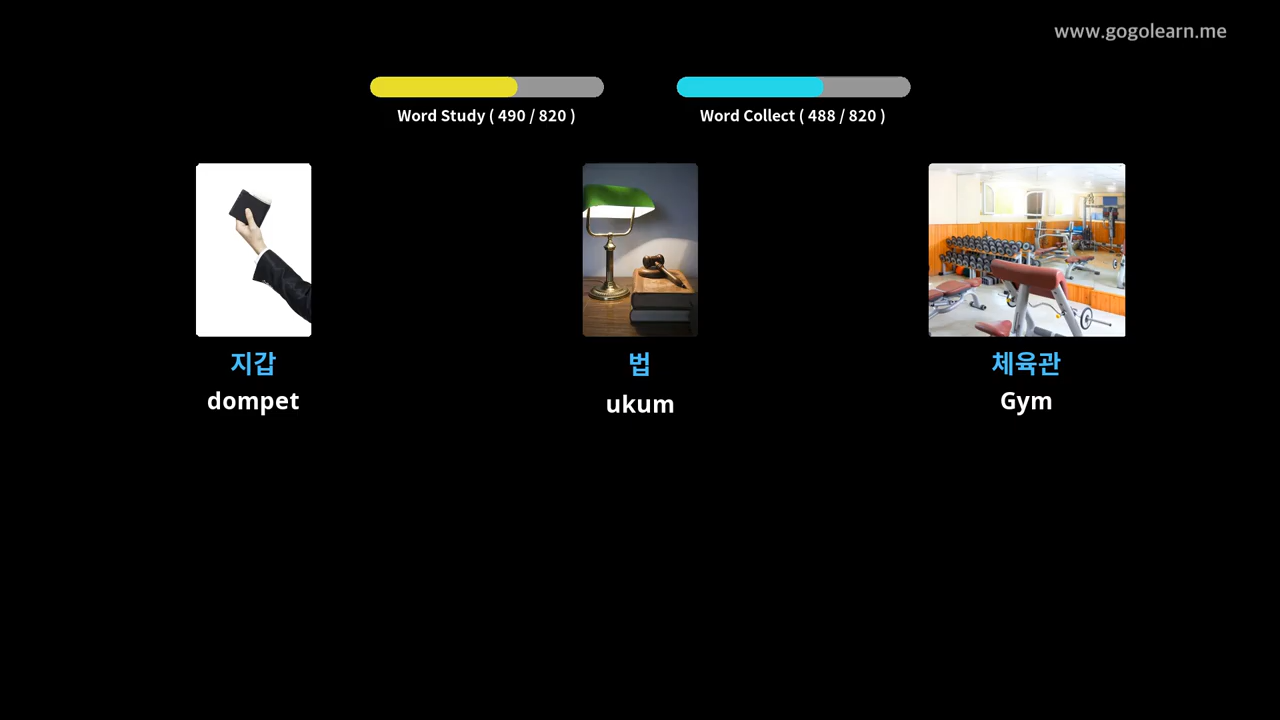 www.gogolearn.me
Word Study ( 490 / 820 )
Word Collect ( 488 / 820 )
지갑
dompet
법
ukum
체육관
Gym